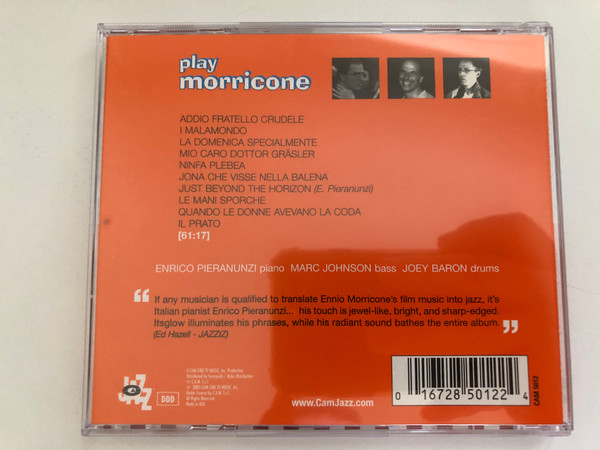 play
morricone
ADDIO FRATELLO CRUDELE
I MALAMONDO
LA DOMENICA SPECIALMENTE
MIO CARO DOTTOR GRÄSLER
NINFA PLEBEA
JONA CHE VISSE NELLA BALENA
JUST BEYOND THE HORIZON (E. Pieranunzi)
LE MANI SPORCHE
QUANDO LE DONNE AVEVANO LA CODA
IL PRATO
[61:17]
ENRICO PIERANUNZI piano MARC JOHNSON bass JOEY BARON drums
“ If any musician is qualified to translate Ennio Morricone's film music into jazz, it's
Italian pianist Enrico Pieranunzi... his touch is jewel-like, bright, and sharp-edged.
Itsglow illuminates his phrases, while his radiant sound bathes the entire album. ”
(Ed Hazell - JAZZIZ)
JAZZ
DDD
All Rights Reserved
www.CamJazz.com
0 16728 50122 4
CAM 5012